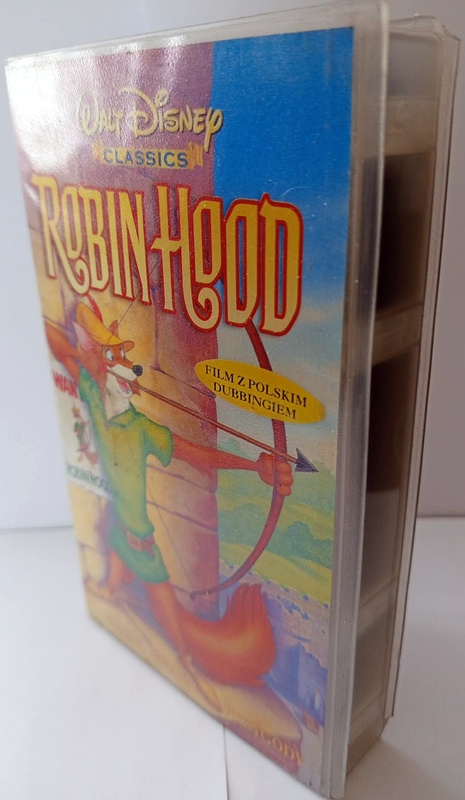 WALT DISNEY
CLASSICS
ROBIN HOOD
FILM Z POLSKIM
DUBBINGIEM